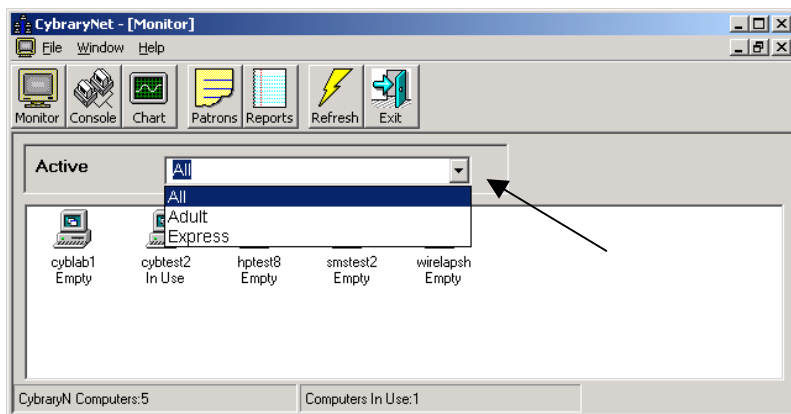 CybraryNet - [Monitor]
File Window Help
Monitor Console Chart Patrons Reports Refresh Exit
Active All
All
Adult
Express
cyblab1 cybtest2 hptest8 smstest2 wirelapsh
Empty In Use Empty Empty Empty
CybraryN Computers:5 Computers In Use:1